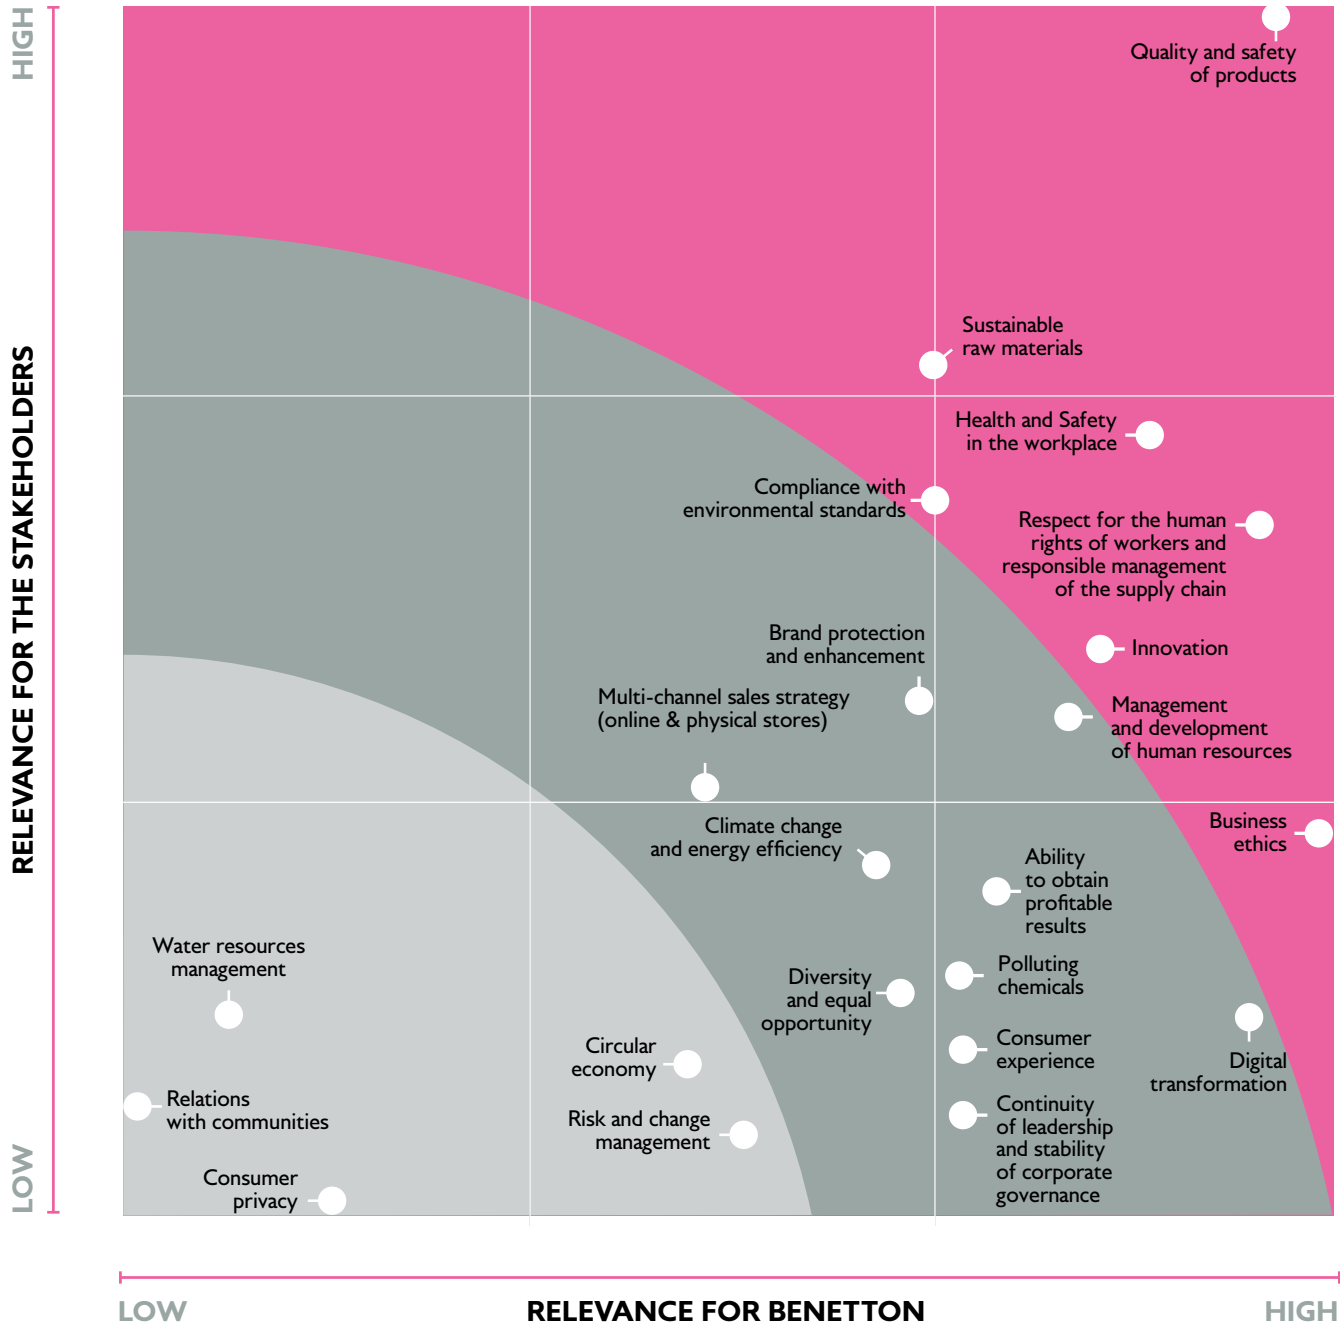 HIGH
Quality and safety
of products
Sustainable
raw materials
Health and Safety
in the workplace
Compliance with
environmental standards
Respect for the human
rights of workers and
responsible management
of the supply chain
RELEVANCE FOR THE STAKEHOLDERS
Brand protection
and enhancement
Innovation
Multi-channel sales strategy
(online & physical stores)
Management
and development
of human resources
Climate change
and energy efficiency
Business
ethics
Ability
to obtain
profitable
results
Water resources
management
Diversity
and equal
opportunity
Polluting
chemicals
Circular
economy
Consumer
experience
Digital
transformation
Relations
with communities
Risk and change
management
Continuity
of leadership
and stability
of corporate
governance
Consumer
privacy
LOW
LOW
RELEVANCE FOR BENETTON
HIGH